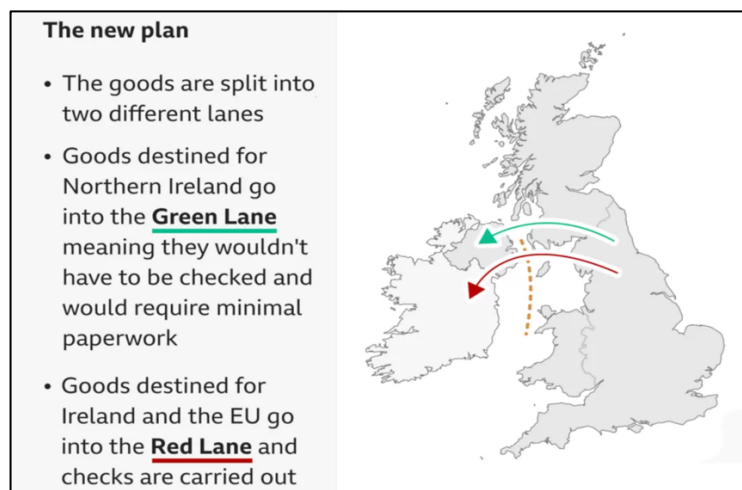 The new plan
• The goods are split into
two different lanes
• Goods destined for
Northern Ireland go
into the Green Lane
meaning they wouldn't
have to be checked and
would require minimal
paperwork
• Goods destined for
Ireland and the EU go
into the Red Lane and
checks are carried out